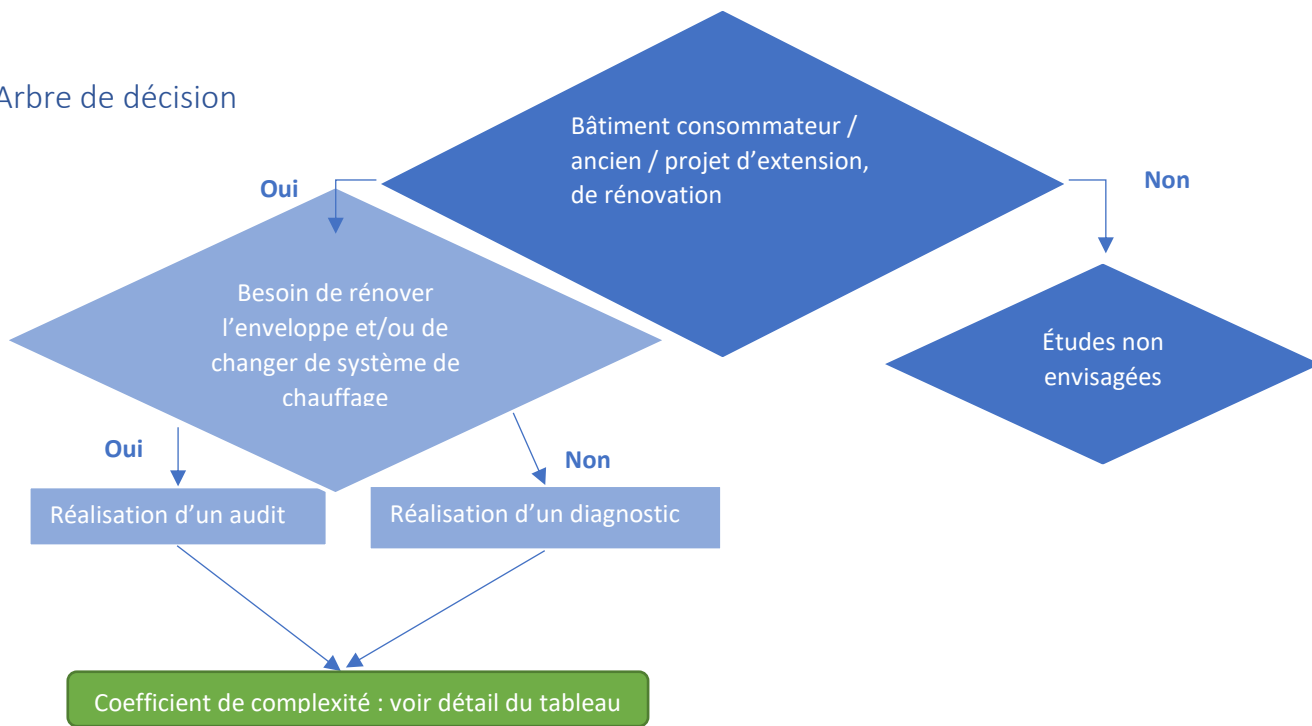 Arbre de décision
Bâtiment consommateur /
ancien / projet d’extension,
de rénovation
Oui
Non
Besoin de rénover
l’enveloppe et/ou de
changer de système de
chauffage
Études non
envisagées
Oui
Non
Réalisation d’un audit
Réalisation d’un diagnostic
Coefficient de complexité : voir détail du tableau